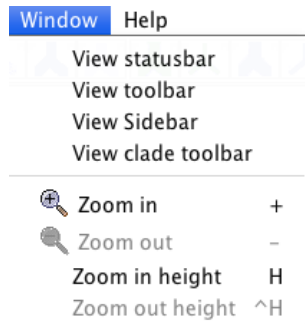 Window Help
View statusbar
View toolbar
View Sidebar
View clade toolbar
Zoom in +
Zoom out –
Zoom in height H
Zoom out height ^H